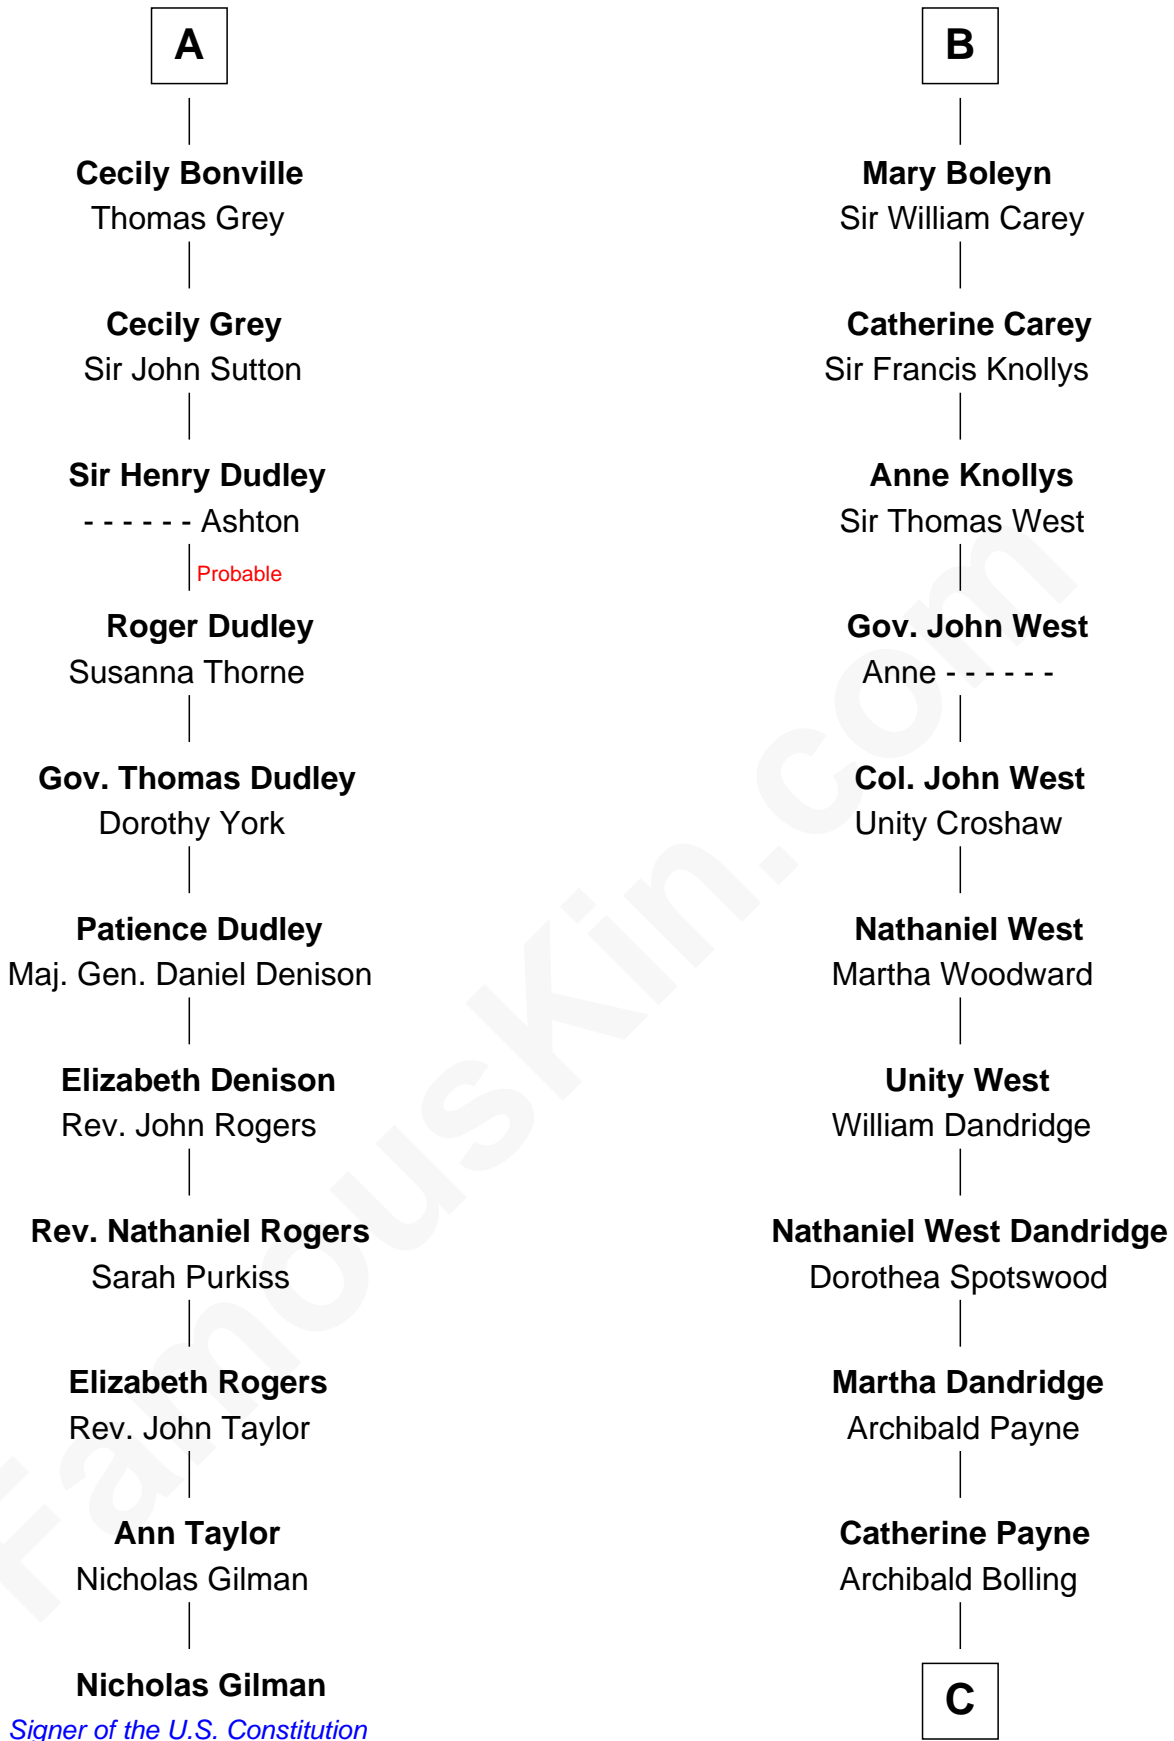 A
Cecily Bonville
Thomas Grey
Cecily Grey
Sir John Sutton
Sir Henry Dudley
- - - - - - Ashton
Probable
Roger Dudley
Susanna Thorne
Gov. Thomas Dudley
Dorothy York
Patience Dudley
Maj. Gen. Daniel Denison
Elizabeth Denison
Rev. John Rogers
Rev. Nathaniel Rogers
Sarah Purkiss
Elizabeth Rogers
Rev. John Taylor
Ann Taylor
Nicholas Gilman
Nicholas Gilman
Signer of the U.S. Constitution
B
Mary Boleyn
Sir William Carey
Catherine Carey
Sir Francis Knollys
Anne Knollys
Sir Thomas West
Gov. John West
Anne - - - - - -
Col. John West
Unity Croshaw
Nathaniel West
Martha Woodward
Unity West
William Dandridge
Nathaniel West Dandridge
Dorothea Spotswood
Martha Dandridge
Archibald Payne
Catherine Payne
Archibald Bolling
C
FamousKin.com